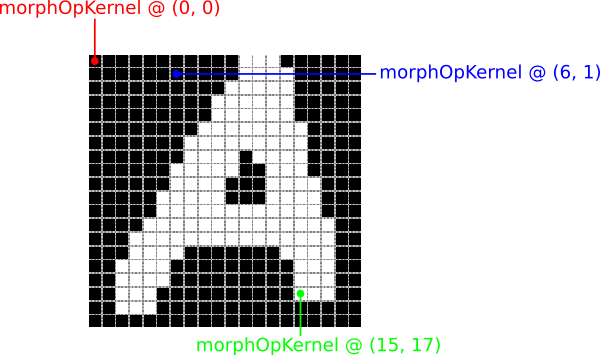 morphOpKernel @ (0, 0)
morphOpKernel @ (6, 1)
morphOpKernel @ (15, 17)